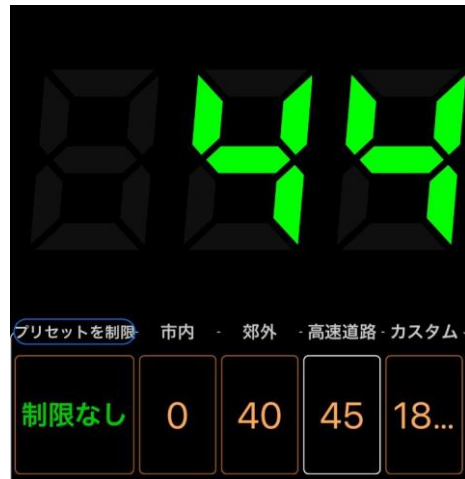 44
プリセットを制限 - 市内 - 郊外 - 高速道路 - カスタム -
制限なし 0 40 45 18...